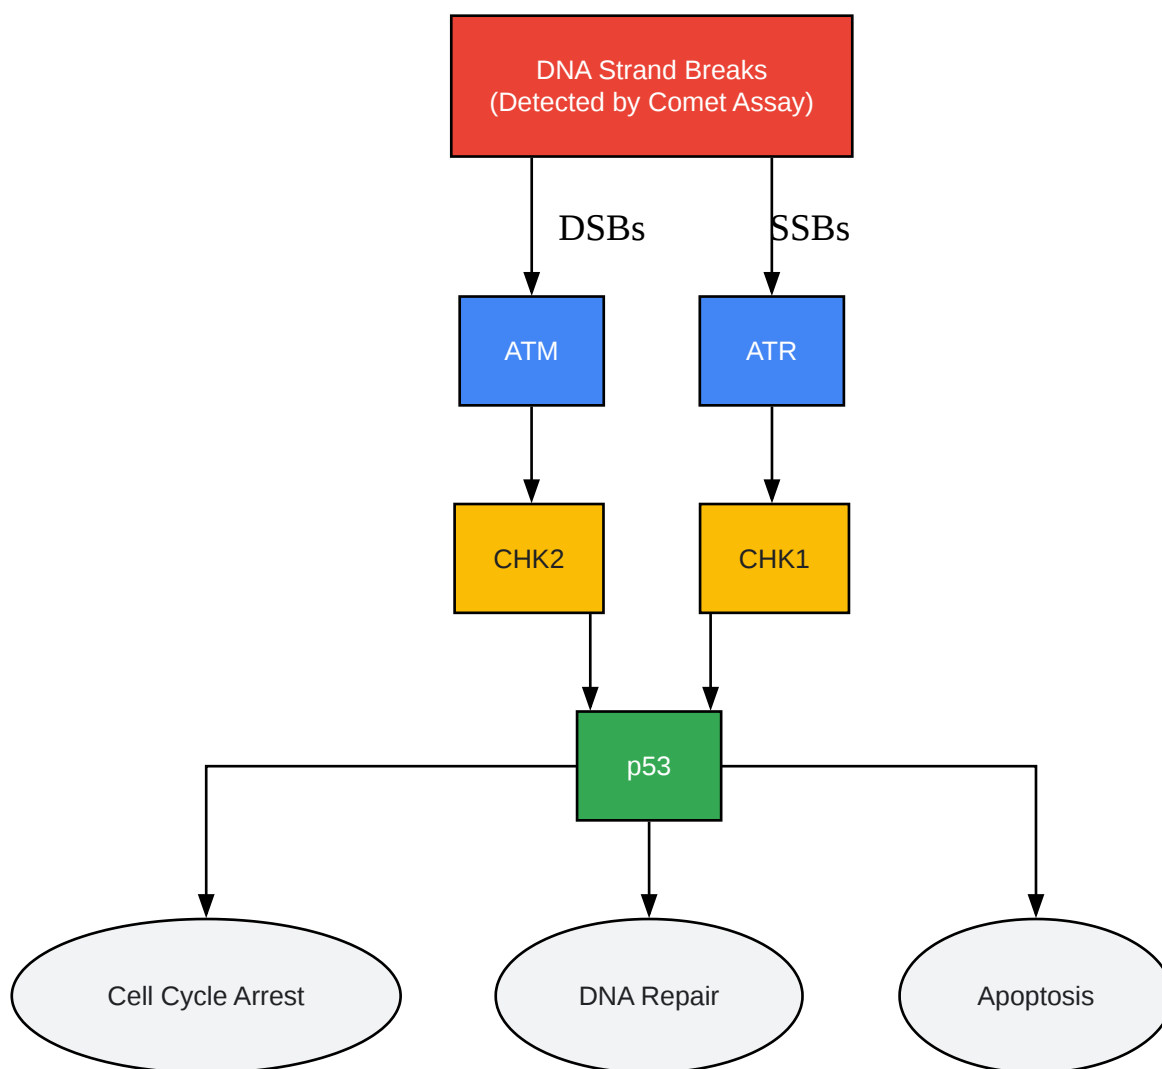 DNA Strand Breaks
(Detected by Comet Assay)
DSBs
SSBs
ATM
ATR
CHK2
CHK1
p53
Cell Cycle Arrest
DNA Repair
Apoptosis